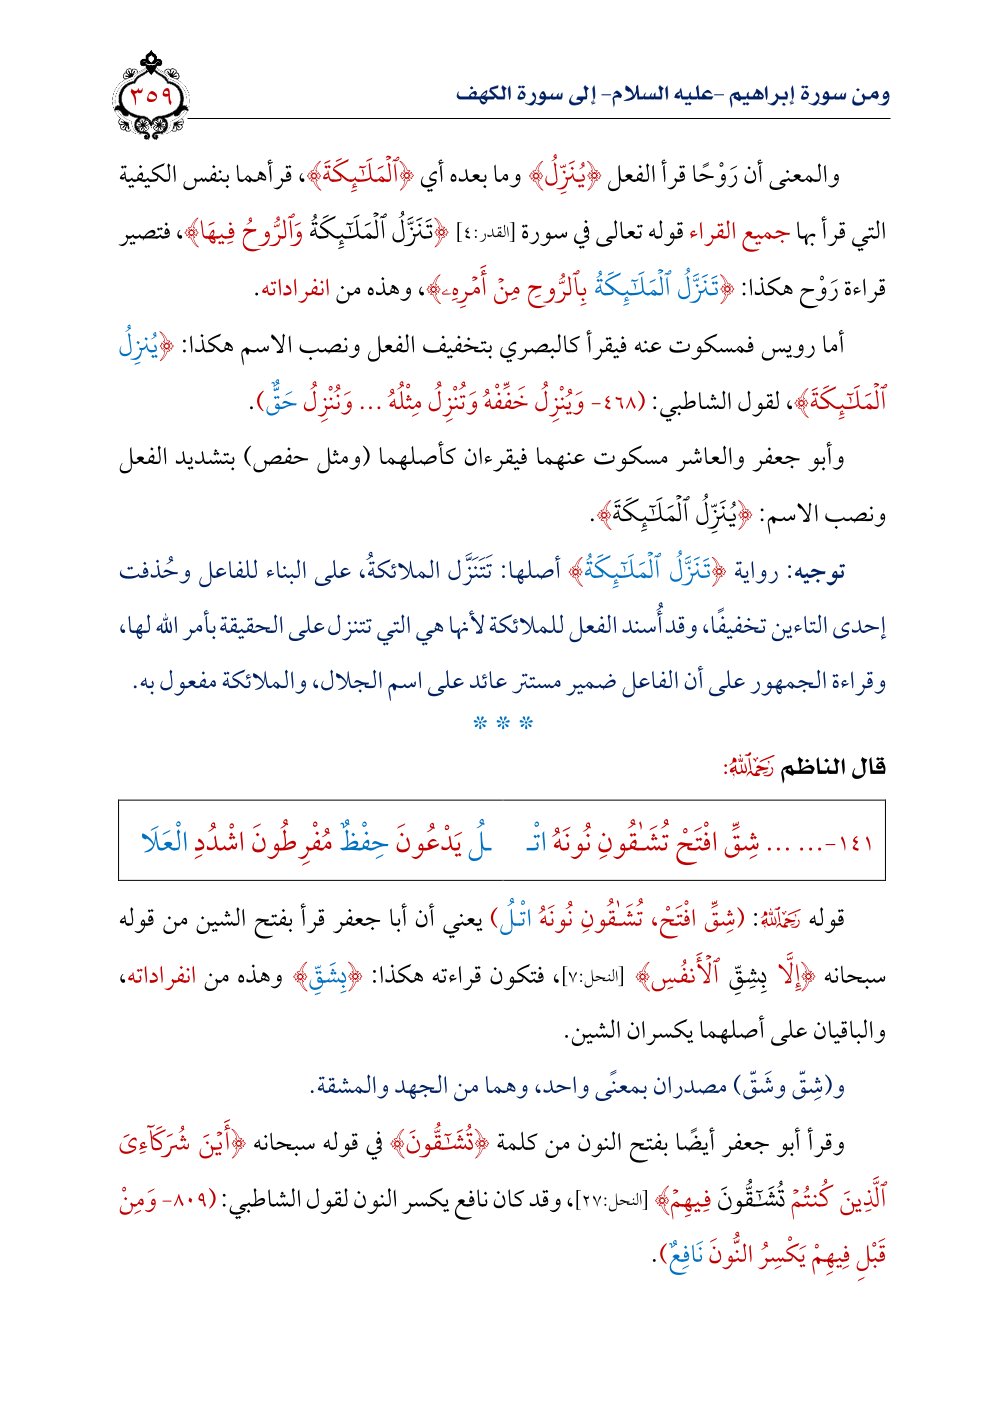 ومن سورة إبراهيم –عليه السلام– إلى سورة الكهف
٣٥٩
والمعنى أن رَوْحًا قرأ الفعل ﴿يُنَزِّلُ﴾ وما بعده أي ﴿ٱلْمَلَـٰٓئِكَةَ﴾، قرأهما بنفس الكيفية
التي قرأ بها جميع القراء قوله تعالى في سورة [القدر:٤] ﴿تَنَزَّلُ ٱلْمَلَـٰٓئِكَةُ وَٱلرُّوحُ فِيهَا﴾، فتصير
قراءة رَوْح هكذا: ﴿تَنَزَّلُ ٱلْمَلَـٰٓئِكَةُ بِٱلرُّوحِ مِنْ أَمْرِهِۦ﴾، وهذه من انفراداته.
أما رويس فمسكوت عنه فيقرأ كالبصري بتخفيف الفعل ونصب الاسم هكذا: ﴿يُنزِلُ
ٱلْمَلَـٰٓئِكَةَ﴾، لقول الشاطبي: (٤٦٨- وَيُنْزِلُ خَفِّفْهُ وَتُنْزِلُ مِثْلُهُ ... وَنُنْزِلُ حَقٌّ).
وأبو جعفر والعاشر مسكوت عنهما فيقرءان كأصلهما (ومثل حفص) بتشديد الفعل
ونصب الاسم: ﴿يُنَزِّلُ ٱلْمَلَـٰٓئِكَةَ﴾.
توجيه: رواية ﴿تَنَزَّلُ ٱلْمَلَـٰٓئِكَةُ﴾ أصلها: تَتَنَزَّل الملائكةُ، على البناء للفاعل وحُذفت
إحدى التاءين تخفيفًا، وقد أُسند الفعل للملائكة لأنها هي التي تتنزل على الحقيقة بأمر الله لها،
وقراءة الجمهور على أن الفاعل ضمير مستتر عائد على اسم الجلال، والملائكة مفعول به.
* * *
قال الناظم رَحِمَهُ ٱللَّهُ:
١٤١-... ... شِقِّ افْتَحْ تُشَـٰقُونِ نُونَهُ اتْـ ـلُ يَدْعُونَ حِفْظٌ مُفْرِطُونَ اشْدُدِ الْعَلَا
قوله رَحِمَهُ ٱللَّهُ: (شِقِّ افْتَحْ، تُشَـٰقُونِ نُونَهُ اتْـلُ) يعني أن أبا جعفر قرأ بفتح الشين من قوله
سبحانه ﴿إِلَّا بِشِقِّ ٱلْأَنفُسِ﴾ [النحل:٧]، فتكون قراءته هكذا: ﴿بِشَقِّ﴾ وهذه من انفراداته،
والباقيان على أصلهما يكسران الشين.
و(شِقّ وشَقّ) مصدران بمعنًى واحد، وهما من الجهد والمشقة.
وقرأ أبو جعفر أيضًا بفتح النون من كلمة ﴿تُشَـٰٓقُّونَ﴾ في قوله سبحانه ﴿أَيْنَ شُرَكَآءِىَ
ٱلَّذِينَ كُنتُمْ تُشَـٰٓقُّونَ فِيهِمْ﴾ [النحل:٢٧]، وقد كان نافع يكسر النون لقول الشاطبي: (٨٠٩- وَمِنْ
قَبْلِ فِيهِمْ يَكْسِرُ النُّونَ نَافِعٌ).